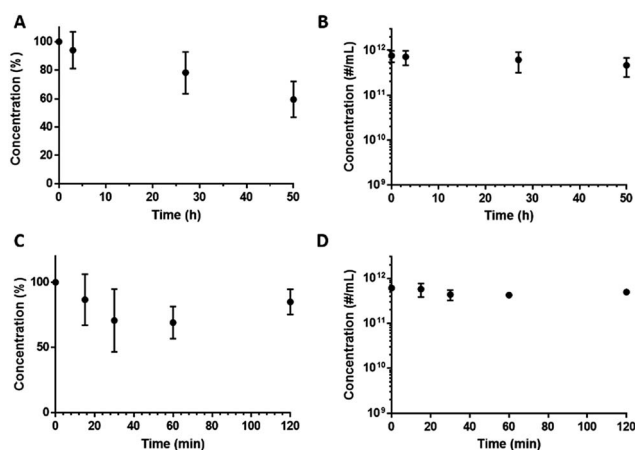 A
Concentration (%)
100
80
60
40
20
0
0 10 20 30 40 50
Time (h)
B
Concentration (#/mL)
10¹²
10¹¹
10¹⁰
10⁹
0 10 20 30 40 50
Time (h)
C
Concentration (%)
100
50
0
0 20 40 60 80 100 120
Time (min)
D
Concentration (#/mL)
10¹²
10¹¹
10¹⁰
10⁹
0 20 40 60 80 100 120
Time (min)